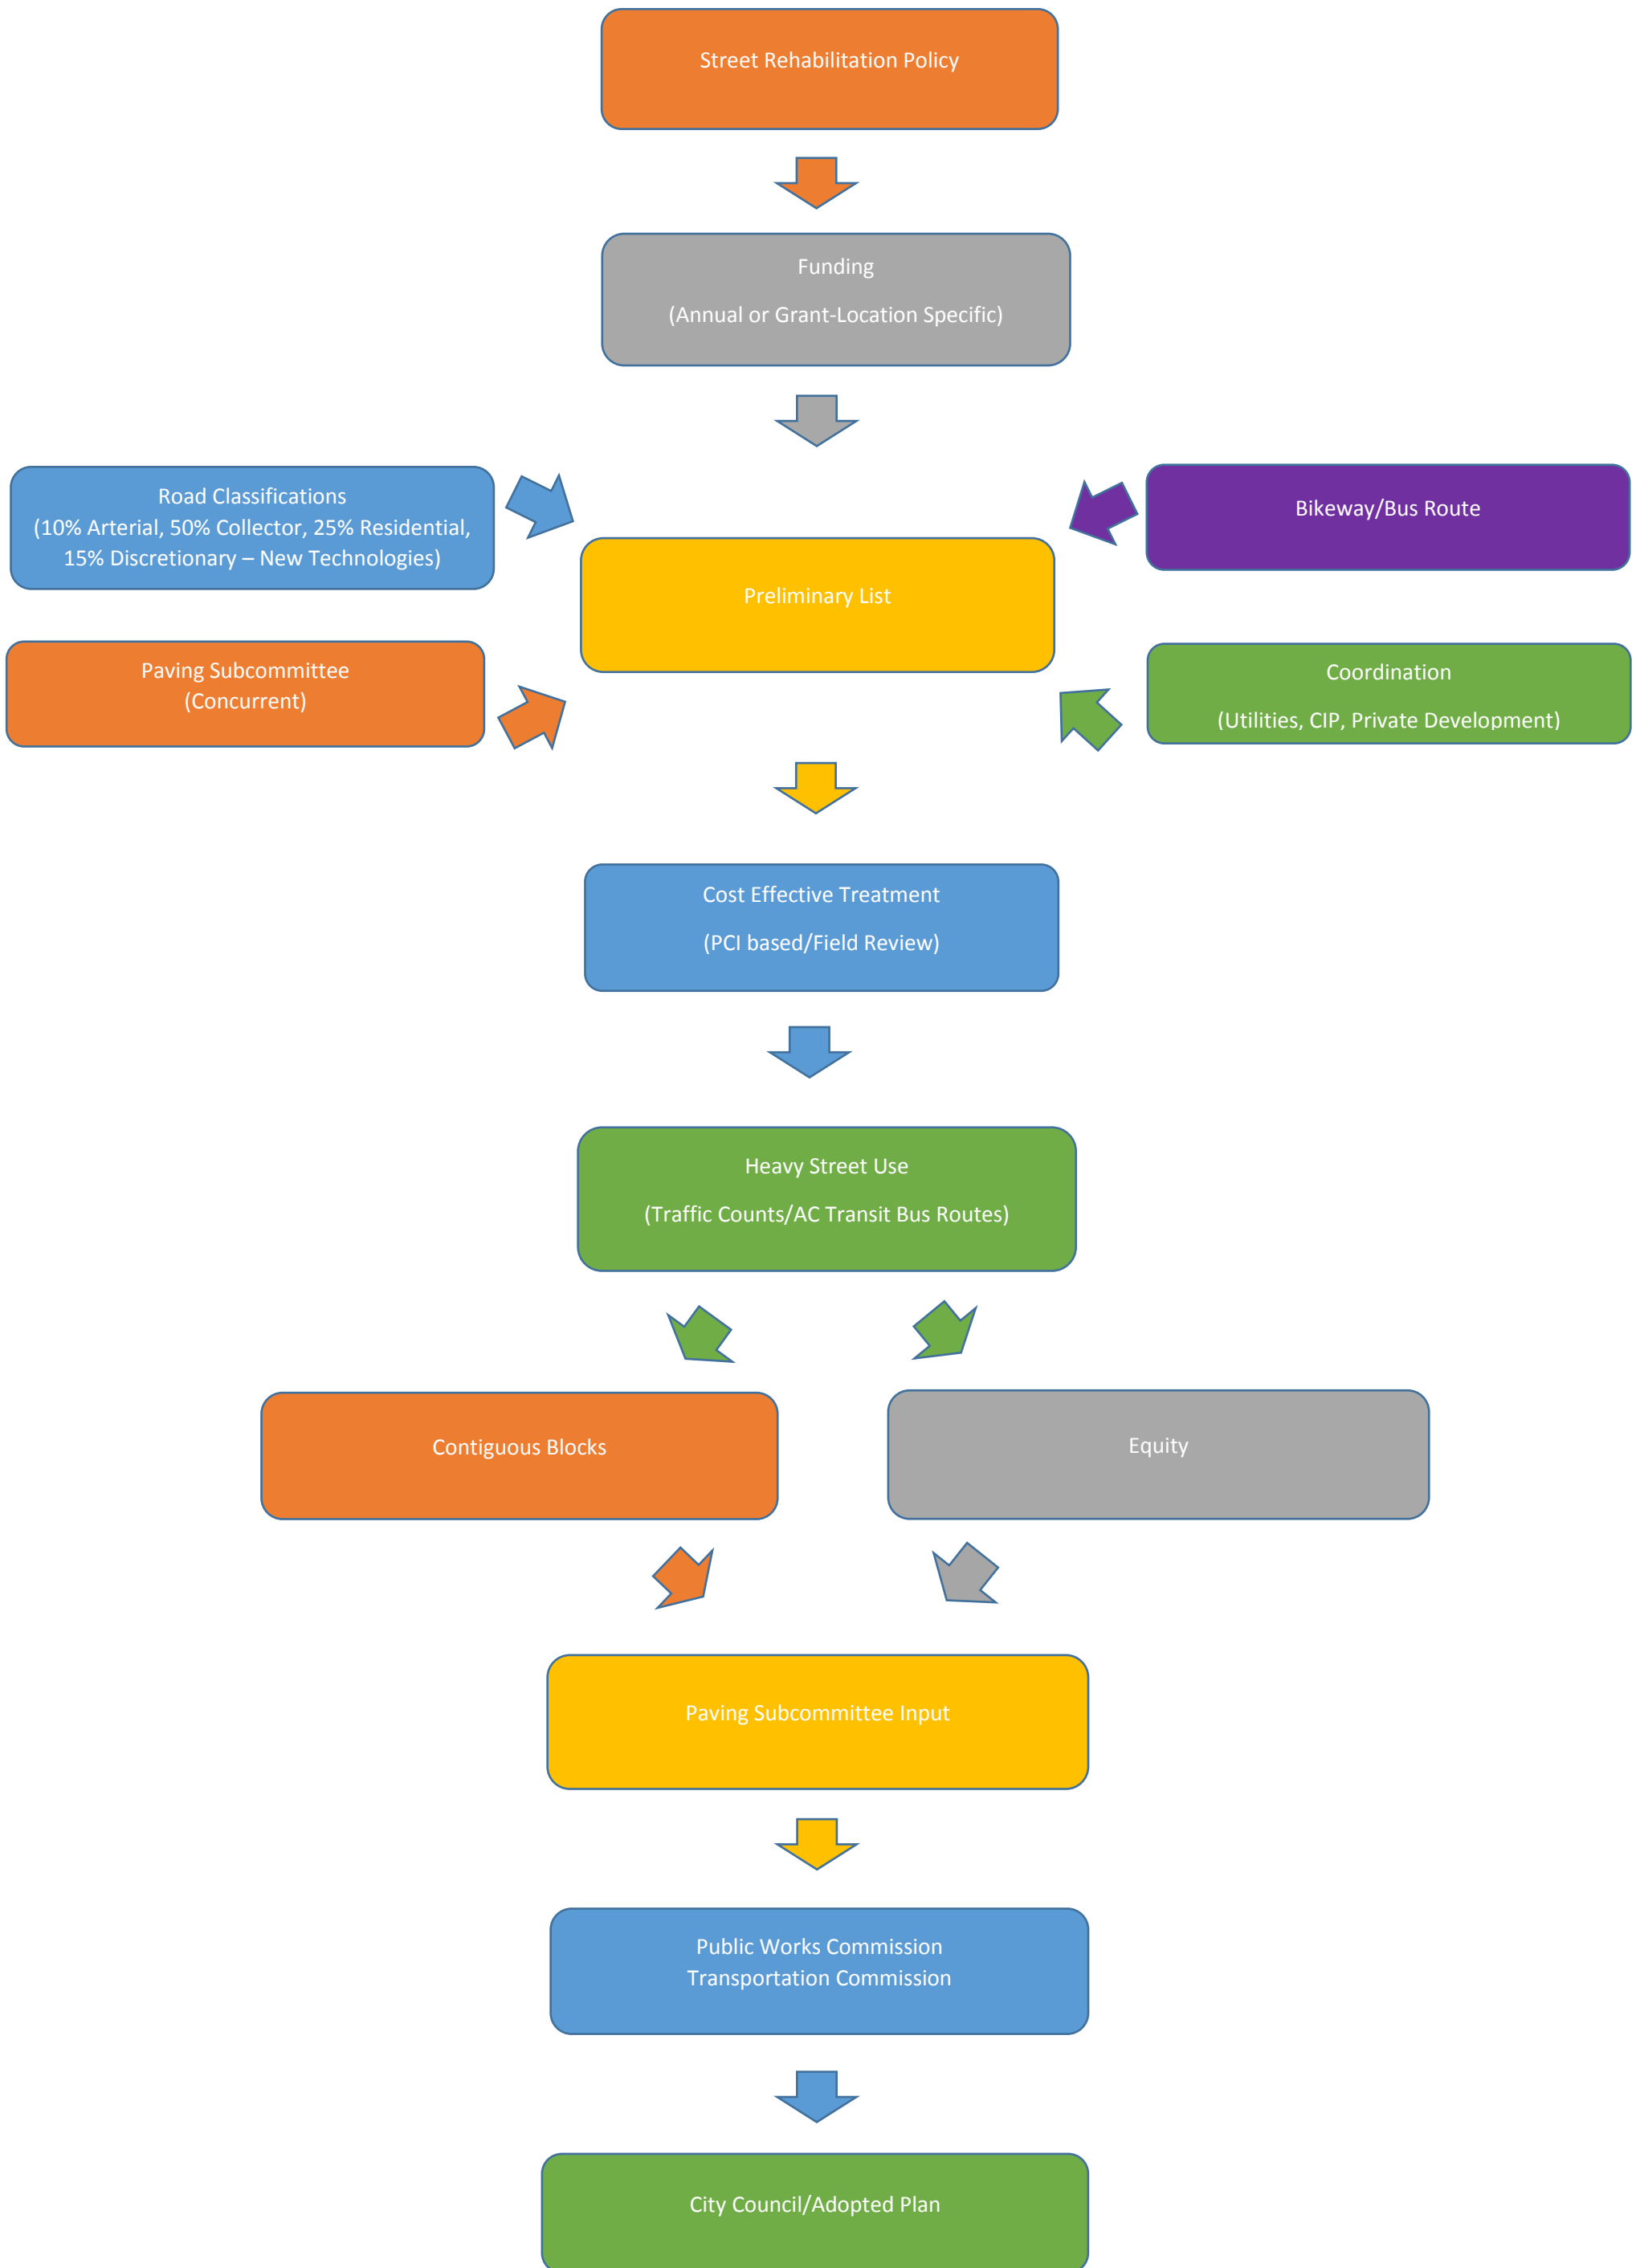 Street Rehabilitation Policy
Funding
(Annual or Grant-Location Specific)
Road Classifications
(10% Arterial, 50% Collector, 25% Residential,
15% Discretionary – New Technologies)
Bikeway/Bus Route
Preliminary List
Paving Subcommittee
(Concurrent)
Coordination
(Utilities, CIP, Private Development)
Cost Effective Treatment
(PCI based/Field Review)
Heavy Street Use
(Traffic Counts/AC Transit Bus Routes)
Contiguous Blocks
Equity
Paving Subcommittee Input
Public Works Commission
Transportation Commission
City Council/Adopted Plan